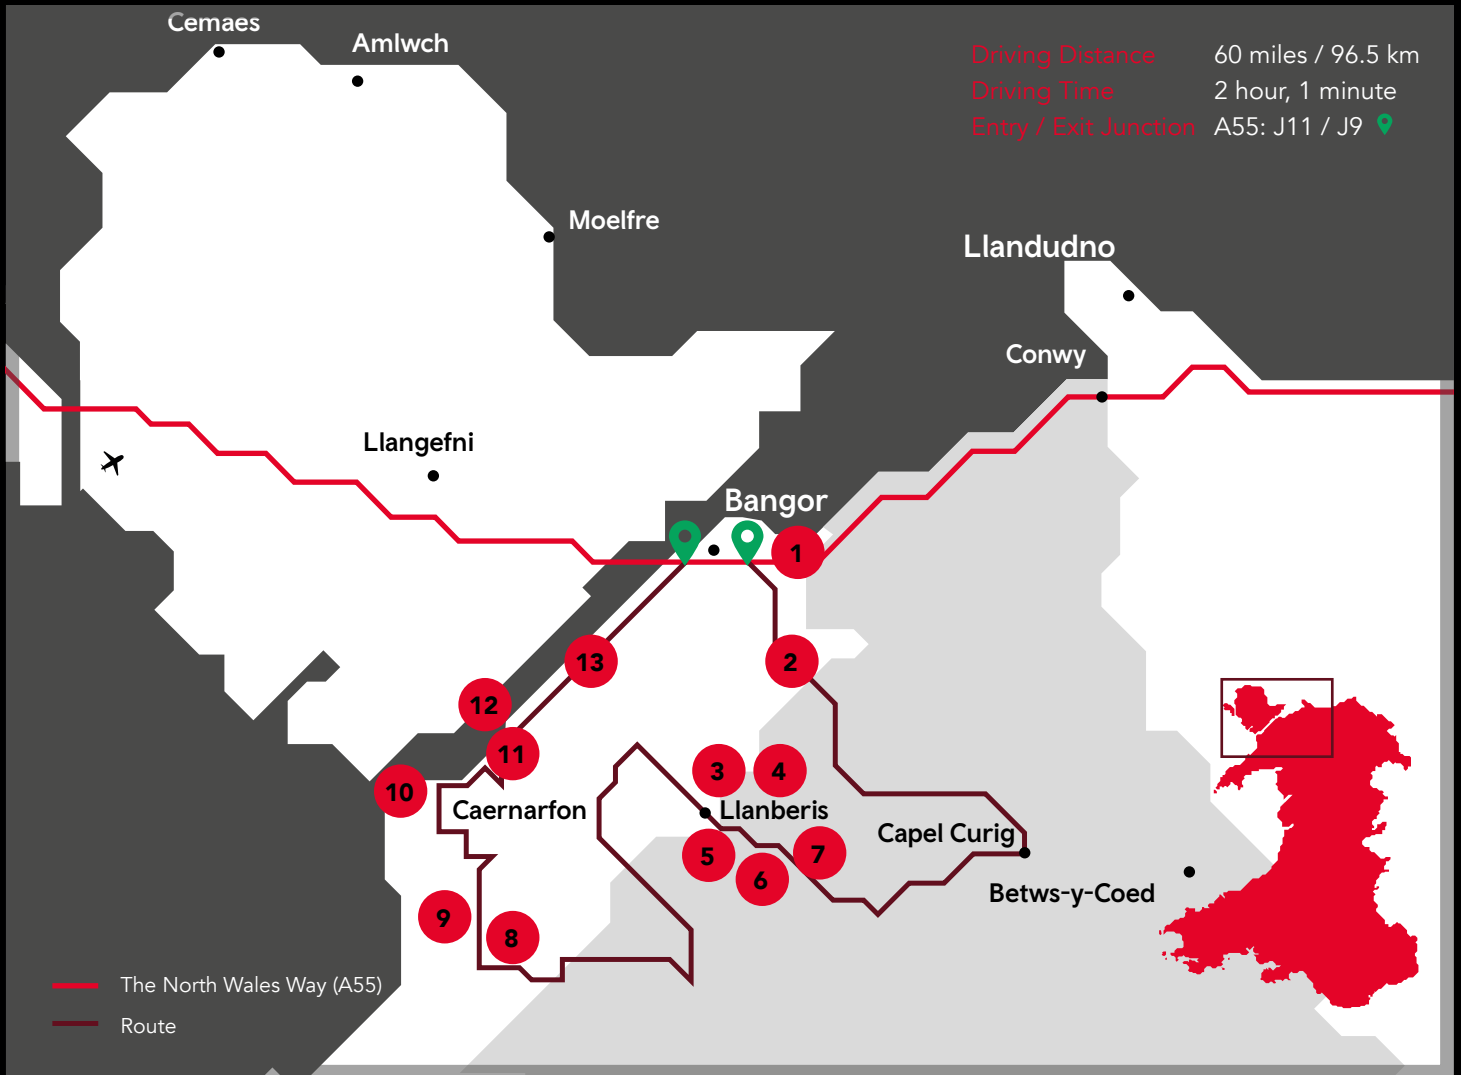 Cemaes
Amlwch
Driving Distance 60 miles / 96.5 km
Driving Time 2 hour, 1 minute
Entry / Exit Junction A55: J11 / J9
Moelfre
Llandudno
Conwy
Llangefni
Bangor
1
13
2
12
11
3
4
10
Caernarfon
Llanberis
Capel Curig
5
7
6
Betws-y-Coed
9
8
The North Wales Way (A55)
Route